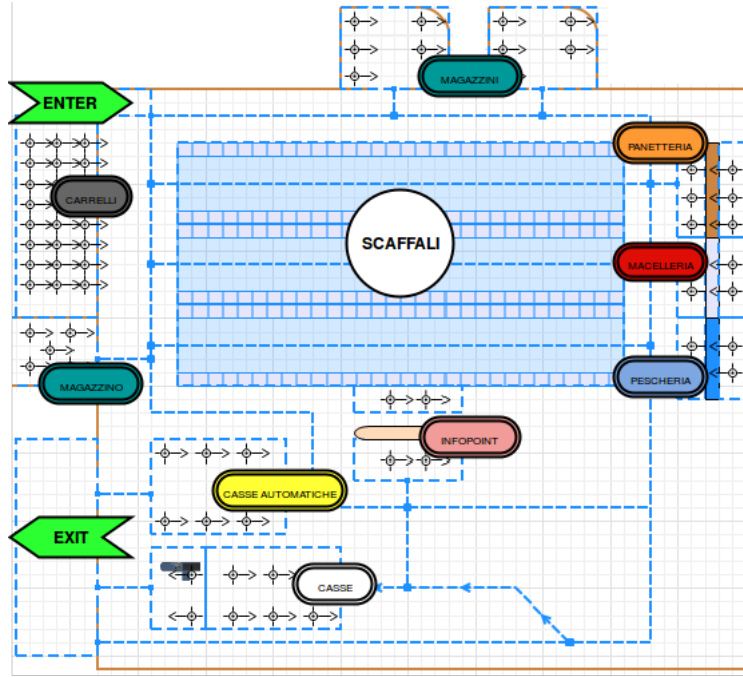 MAGAZZINI
ENTER
PANETTERIA
CARRELLI
SCAFFALI
MACELLERIA
MAGAZZINO
PESCHERIA
INFOPOINT
CASSE AUTOMATICHE
EXIT
CASSE